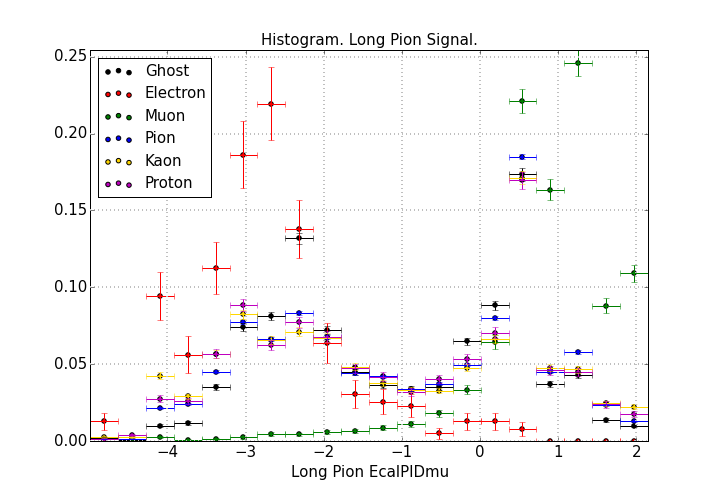 Histogram. Long Pion Signal.
0.25
0.20
0.15
0.10
0.05
0.00
Ghost
Electron
Muon
Pion
Kaon
Proton
−4 −3 −2 −1 0 1 2
Long Pion EcalPIDmu